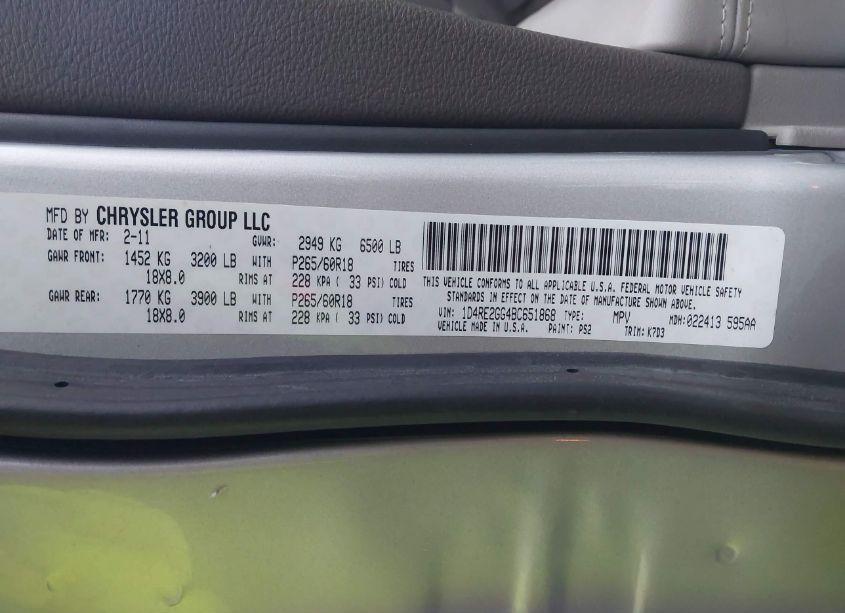 MFD BY CHRYSLER GROUP LLC
DATE OF MFR: 2-11 GVWR: 2949 KG 6500 LB
GAWR FRONT: 1452 KG 3200 LB WITH P265/60R18 TIRES
18X8.0 RIMS AT 228 KPA ( 33 PSI) COLD
GAWR REAR: 1770 KG 3900 LB WITH P265/60R18 TIRES
18X8.0 RIMS AT 228 KPA ( 33 PSI) COLD
THIS VEHICLE CONFORMS TO ALL APPLICABLE U.S.A. FEDERAL MOTOR VEHICLE SAFETY
STANDARDS IN EFFECT ON THE DATE OF MANUFACTURE SHOWN ABOVE.
VIN: 1D4RE2GG4BC651868 TYPE: MPV MDH: 022413 595AA
VEHICLE MADE IN U.S.A. PAINT: PS2 TRIM: K7D3